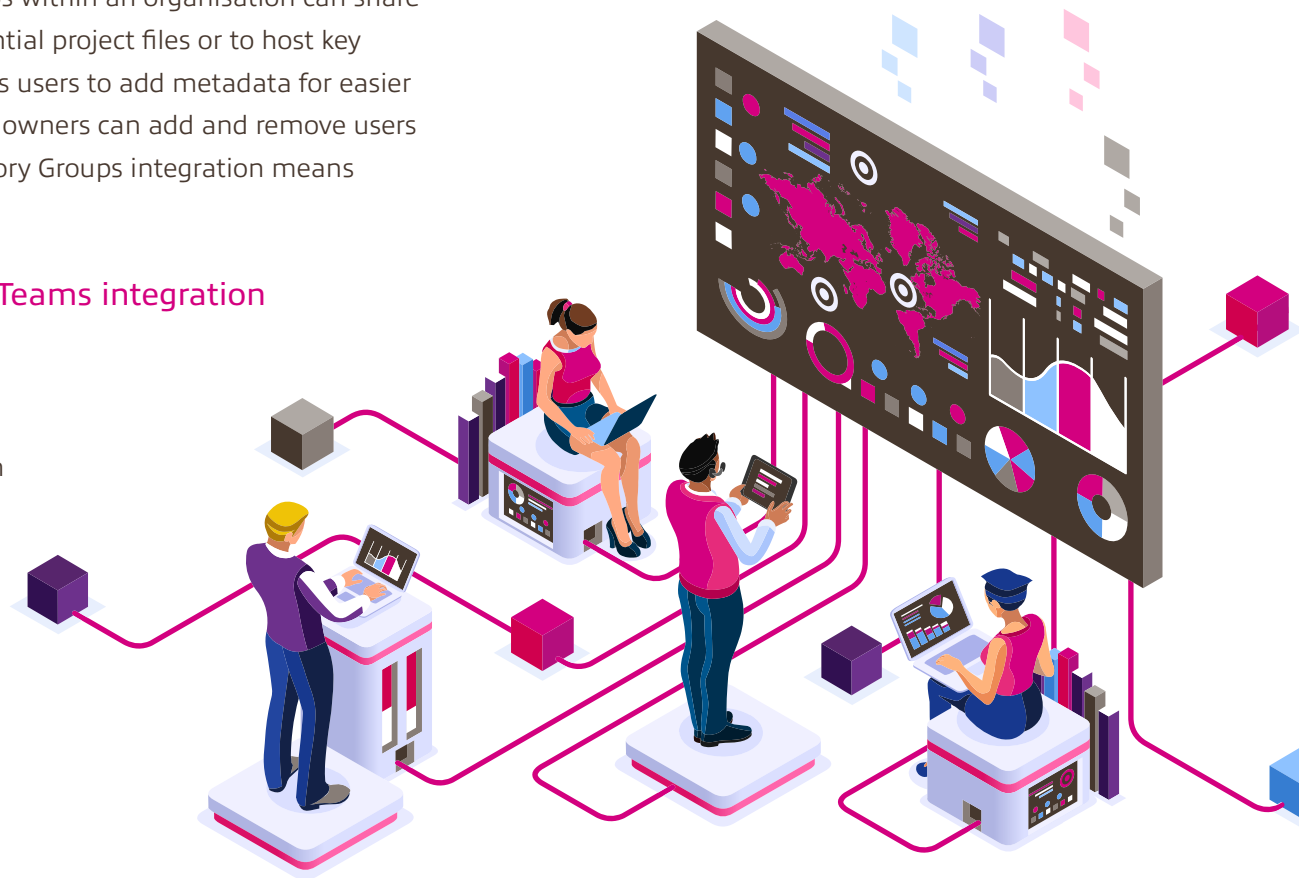 within an organisation can share
ntial project files or to host key
s users to add metadata for easier
owners can add and remove users
ory Groups integration means
Teams integration